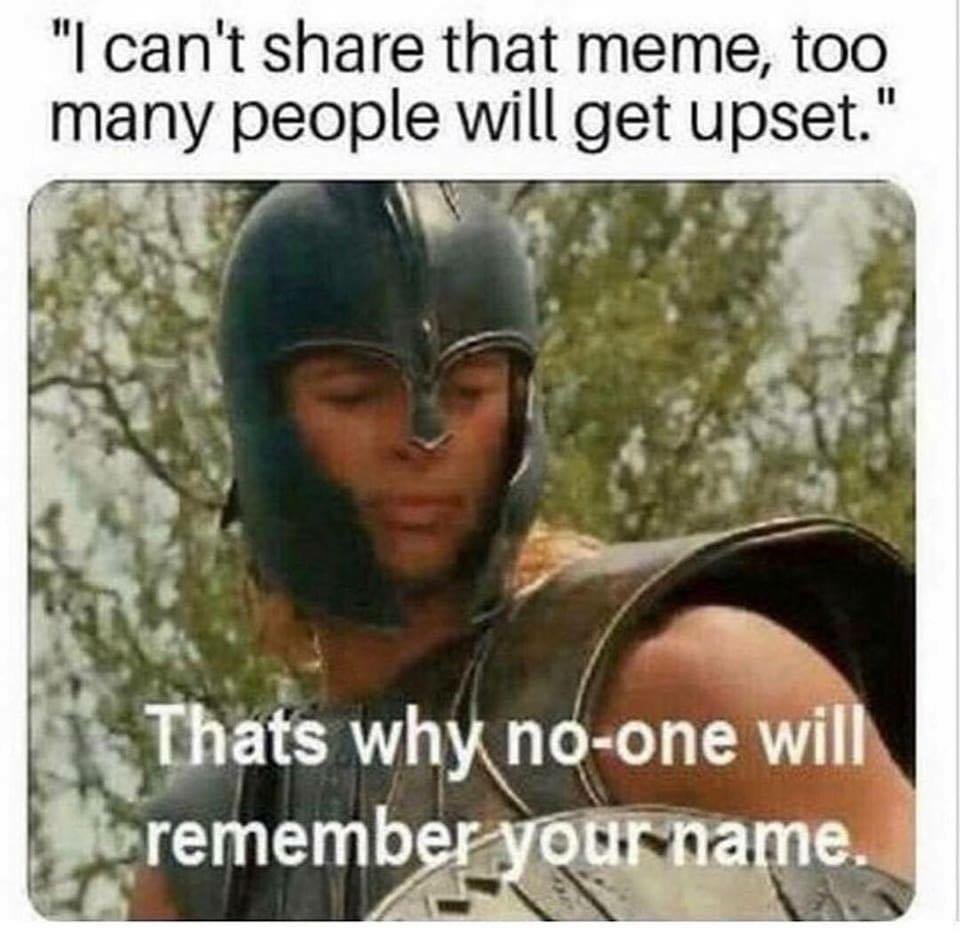 "I can't share that meme, too
many people will get upset."
Thats why no-one will
remember your name.